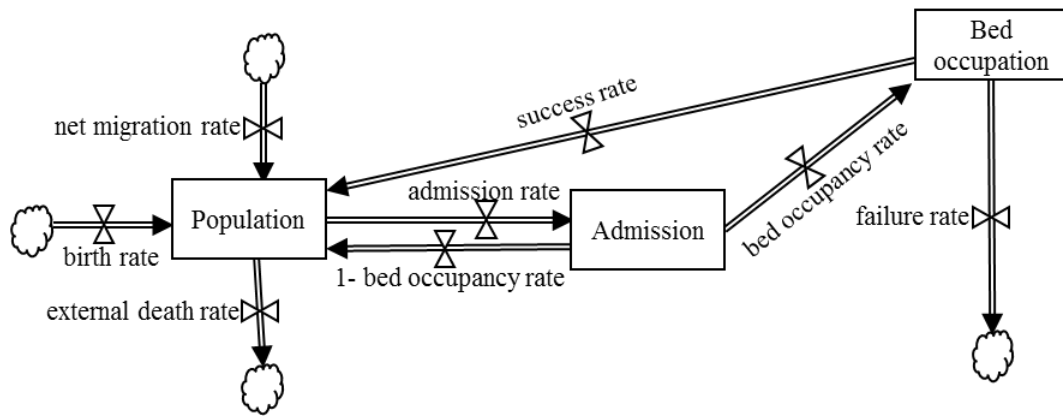 Bed
occupation
success rate
net migration rate
admission rate
bed occupancy rate
Population
Admission
failure rate
birth rate
1- bed occupancy rate
external death rate